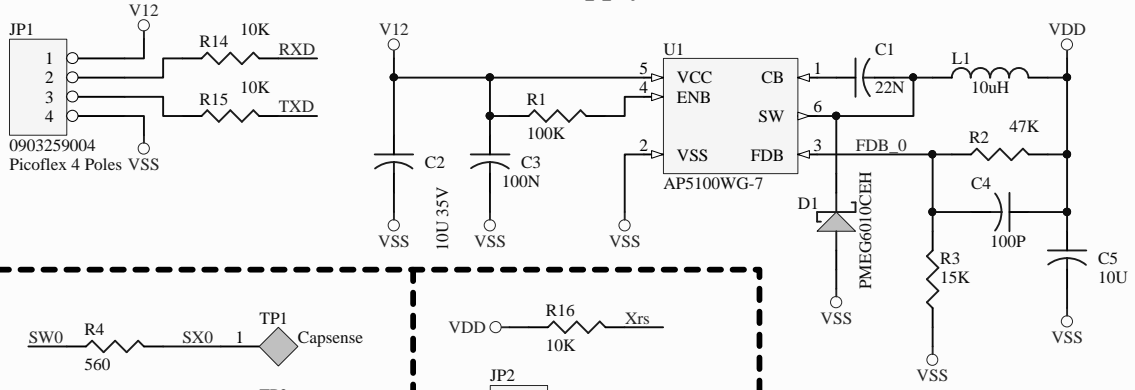 JP1
1
2
3
4
0903259004
Picoflex 4 Poles
V12
VSS
10K
R14
RXD
10K
R15
TXD
V12
C2
10U 35V
VSS
R1
100K
C3
100N
VSS
U1
5 VCC CB 1
4 ENB
SW 6
2 VSS FDB 3
AP5100WG-7
VSS
C1
22N
L1
10uH
VDD
FDB_0
R2
47K
C4
100P
D1
PMEG6010CEH
VSS
R3
15K
VSS
C5
10U
VSS
SW0
R4
560
SX0
1
TP1
Capsense
VDD
R16
10K
Xrs
JP2